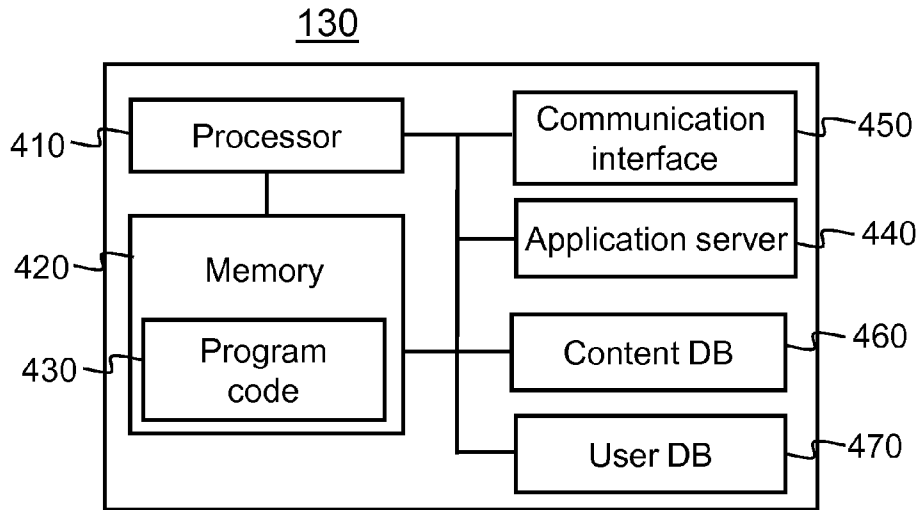 130
410
Processor
Communication
interface
450
420
Memory
Application server
440
430
Program
code
Content DB
460
User DB
470